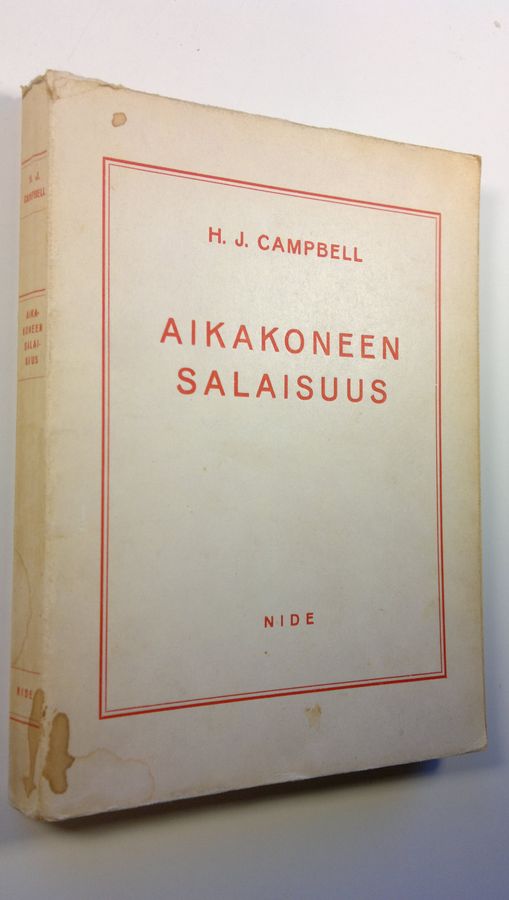 H. J. CAMPBELL
AIKAKONEEN
SALAISUUS
NIDE
H. J.
CAMPBELL
AIKA-
KONEEN
SALAI-
SUUS
NIDE